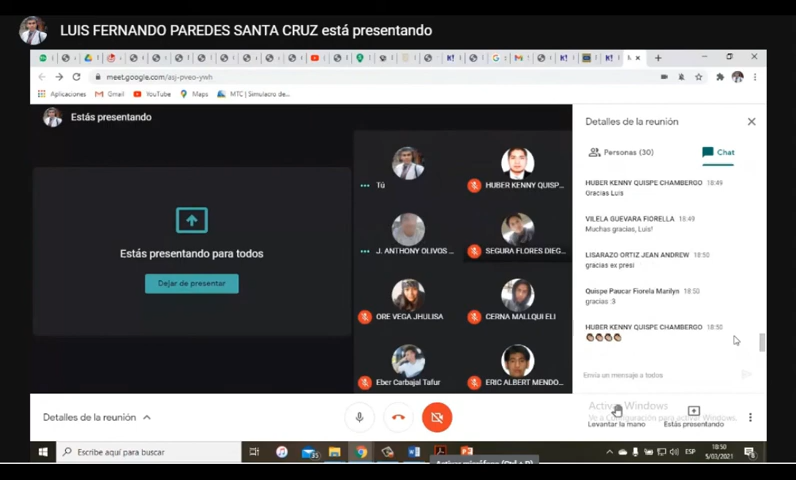 LUIS FERNANDO PAREDES SANTA CRUZ está presentando
meet.google.com/asj-pveo-ywh
Aplicaciones Gmail YouTube Maps MTC (Simulacro de...
Estás presentando
Estás presentando para todos
Dejar de presentar
Tú
HUBER KENNY QUISP...
J. ANTHONY OLIVOS ...
SEGURA FLORES DIEG...
ORE VEGA JHULISA
CERNA MALLQUI ELI
Eber Carbajal Tafur
ERIC ALBERT MENDO...
Detalles de la reunión
Personas (30) Chat
HUBER KENNY QUISPE CHAMBERGO 18:49
Gracias Luis
VILELA GUEVARA FIORELLA 18:49
Muchas gracias, Luis!
LISARAZO ORTIZ JEAN ANDREW 18:50
gracias ex presi
Quispe Paucar Fiorela Marilyn 18:50
gracias :3
HUBER KENNY QUISPE CHAMBERGO 18:50
Envía un mensaje a todos
Activar Windows
Ve a Configuración para activar Windows.
Detalles de la reunión
Levantar la mano
Estás presentando
Escribe aquí para buscar
ESP
18:50
5/03/2021